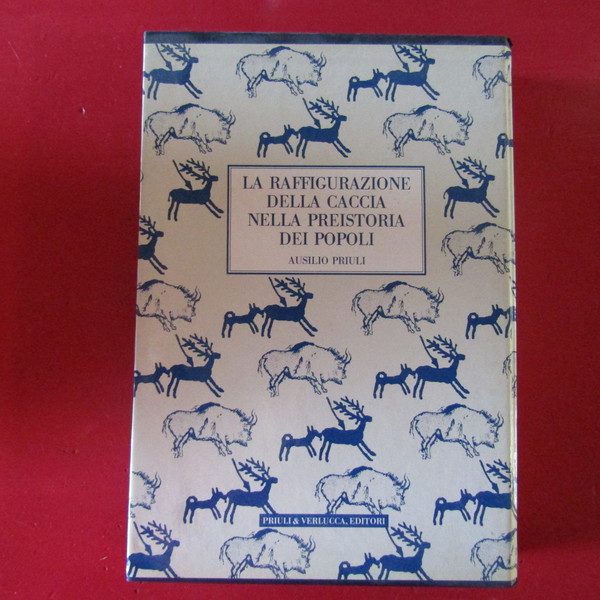 LA RAFFIGURAZIONE
DELLA CACCIA
NELLA PREISTORIA
DEI POPOLI
AUSILIO PRIULI
PRIULI & VERLUCCA, EDITORI